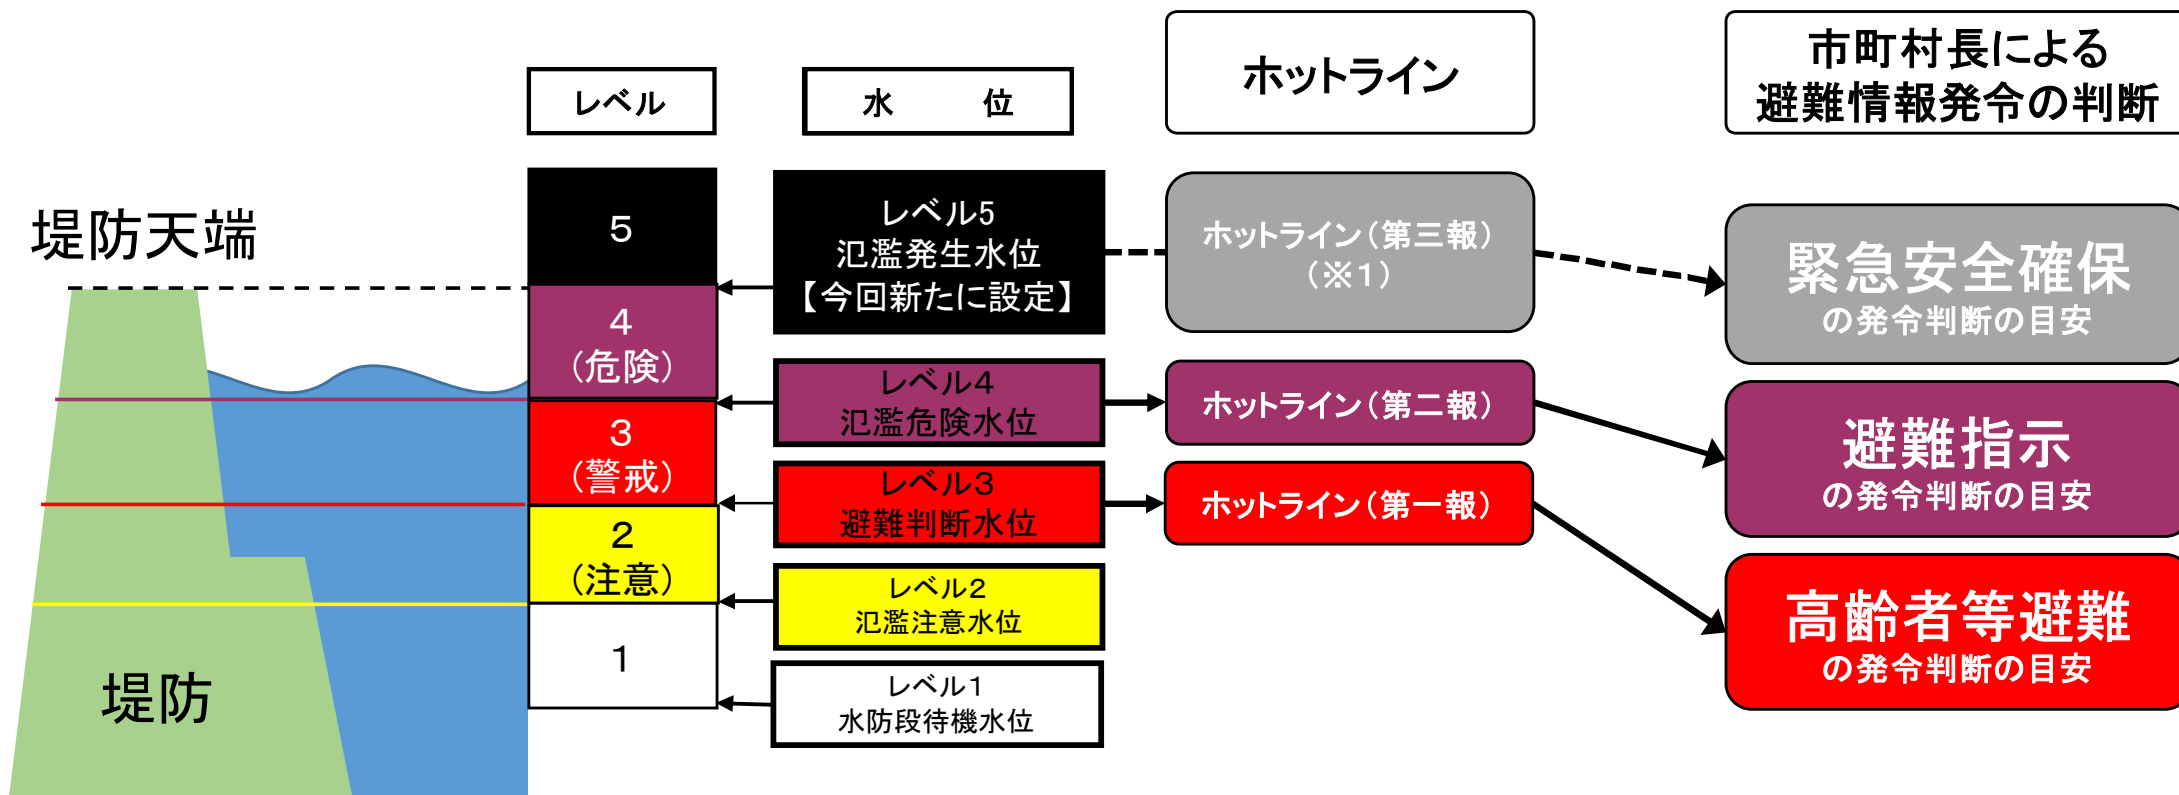 レベル
水　位
ホットライン
市町村長による
避難情報発令の判断
堤防天端
堤防
5
4
（危険）
3
（警戒）
2
（注意）
1
レベル5
氾濫発生水位
【今回新たに設定】
レベル4
氾濫危険水位
レベル3
避難判断水位
レベル2
氾濫注意水位
レベル1
水防段待機水位
ホットライン（第三報）
（※1）
ホットライン（第二報）
ホットライン（第一報）
緊急安全確保
の発令判断の目安
避難指示
の発令判断の目安
高齢者等避難
の発令判断の目安